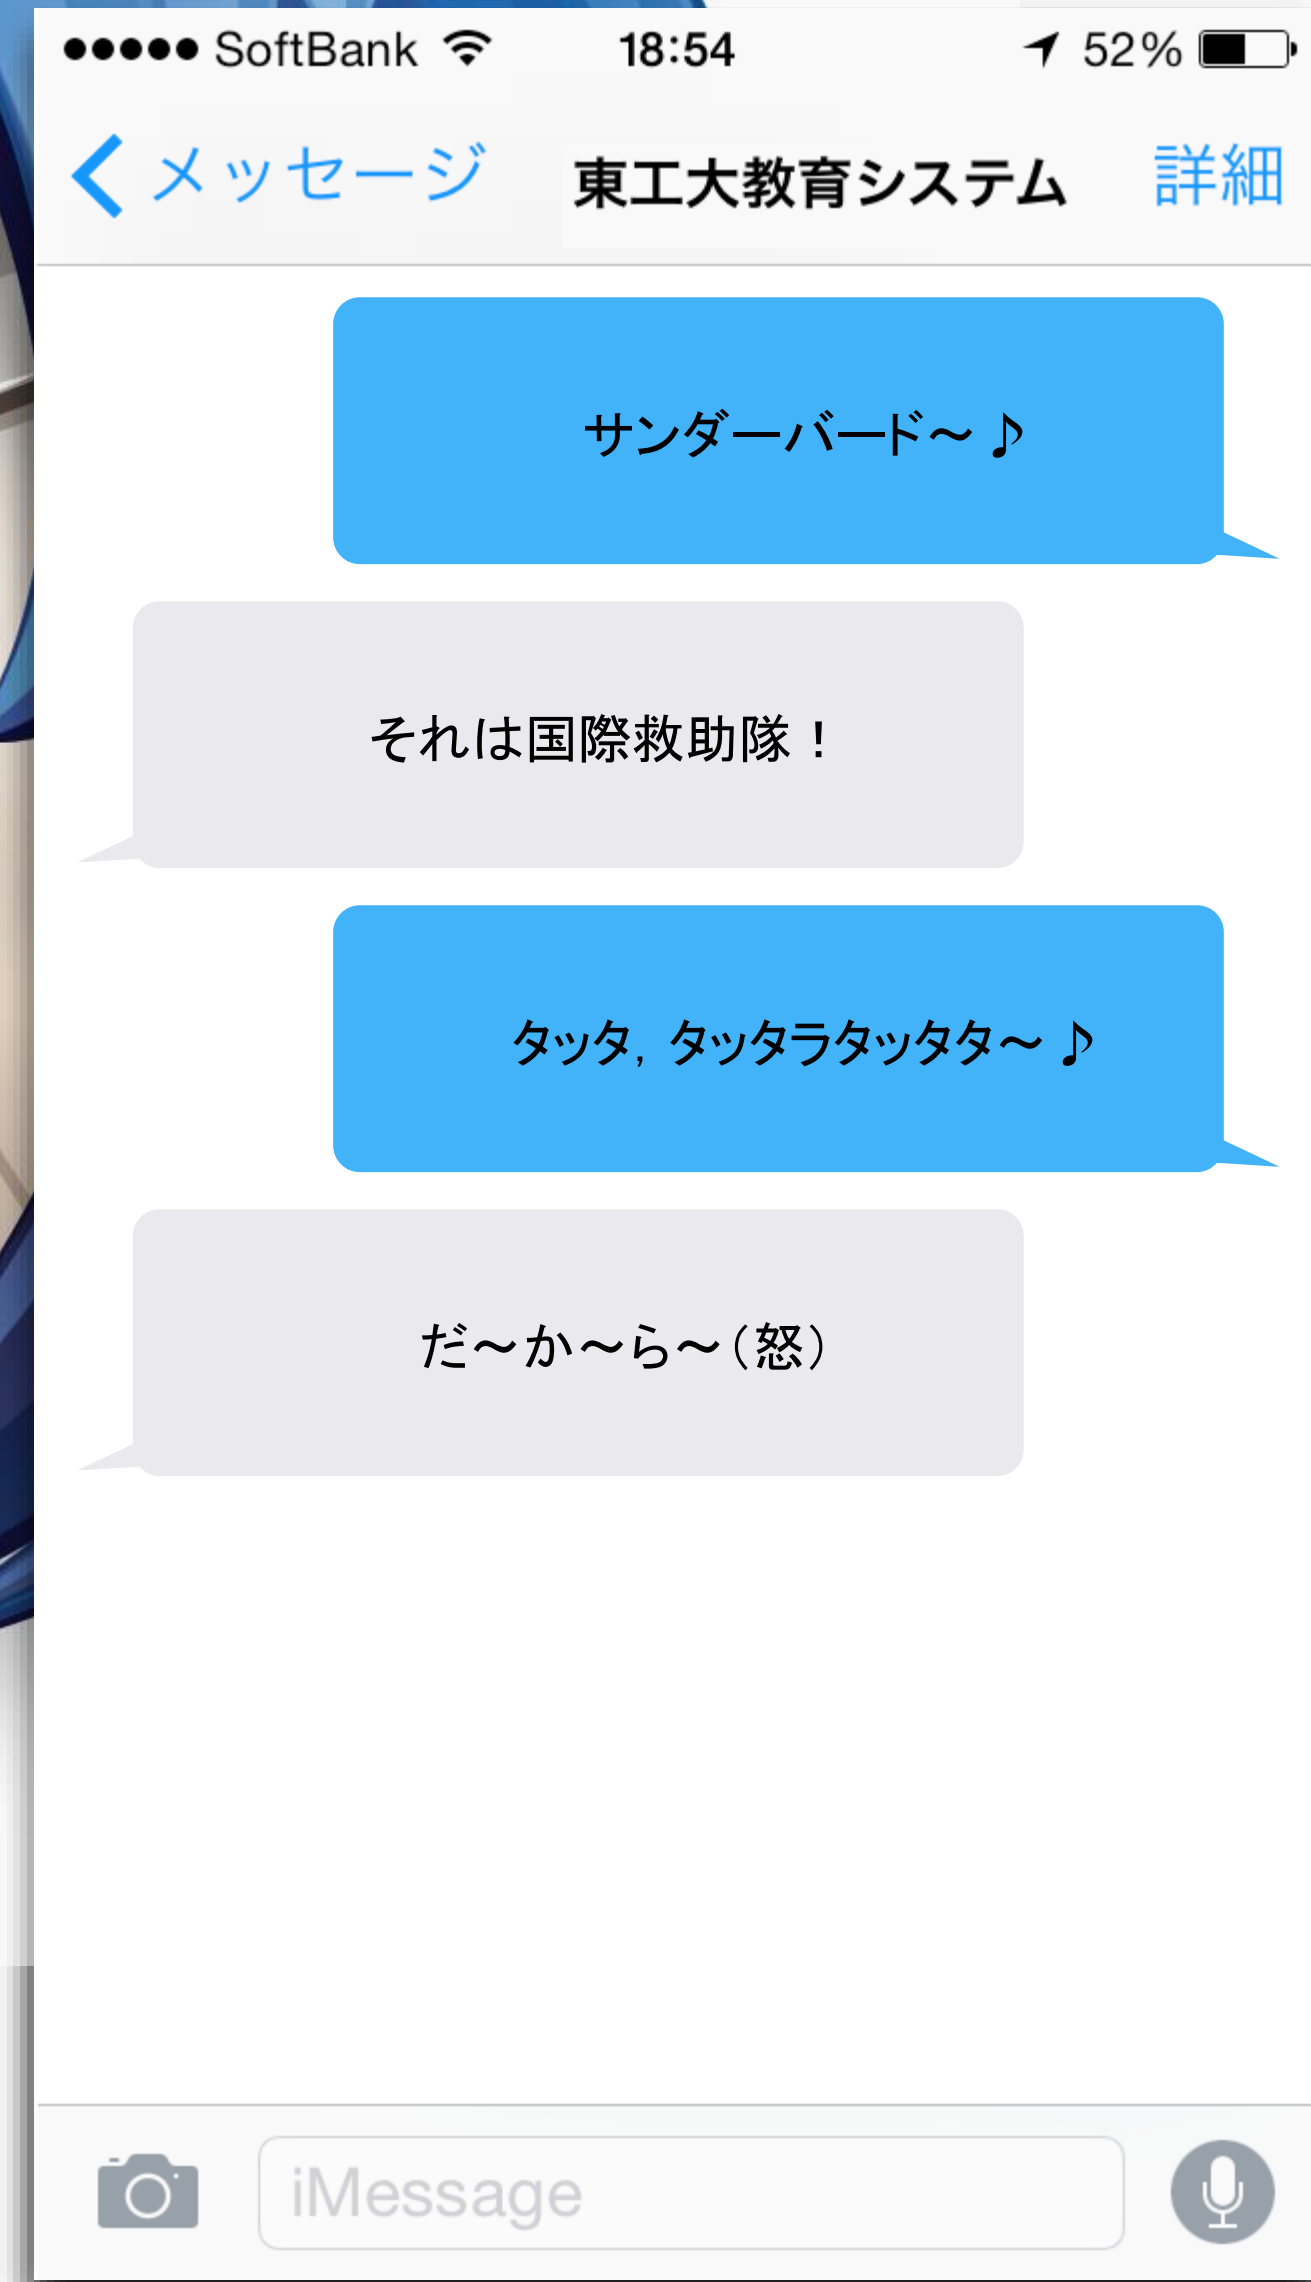 ●●●●● SoftBank 18:54 52%
メッセージ 東工大教育システム 詳細
サンダーバード～♪
それは国際救助隊！
タッタ，タッタラタッタタ～♪
だ～か～ら～（怒）
iMessage